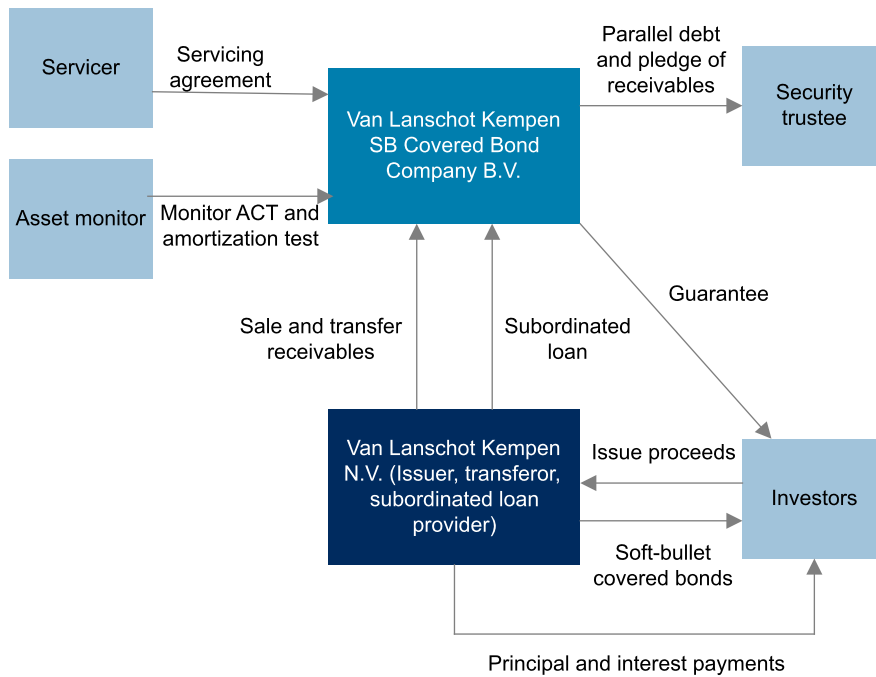 Servicer
Servicing
agreement
Van Lanschot Kempen
SB Covered Bond
Company B.V.
Parallel debt
and pledge of
receivables
Security
trustee
Asset monitor
Monitor ACT and
amortization test
Sale and transfer
receivables
Subordinated
loan
Guarantee
Van Lanschot Kempen
N.V. (Issuer, transferor,
subordinated loan
provider)
Issue proceeds
Investors
Soft-bullet
covered bonds
Principal and interest payments